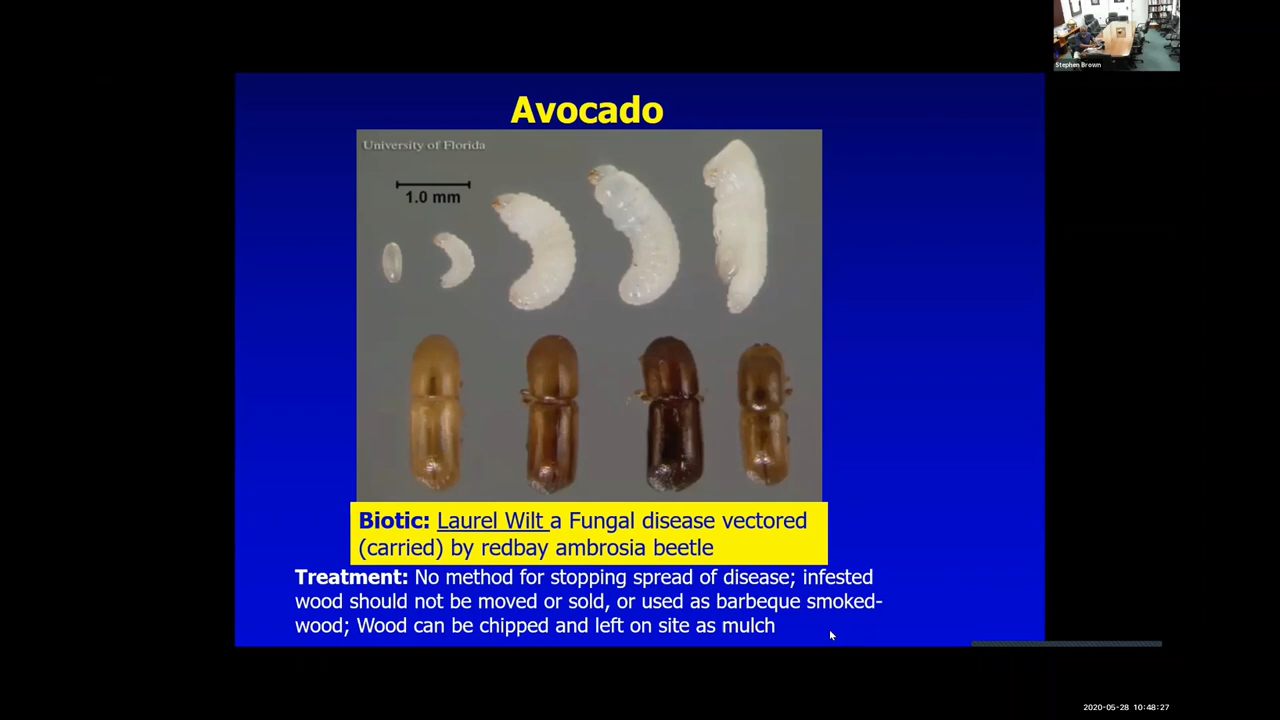 Stephen Brown
Avocado
University of Florida
1.0 mm
Biotic: Laurel Wilt a Fungal disease vectored
(carried) by redbay ambrosia beetle
Treatment: No method for stopping spread of disease; infested
wood should not be moved or sold, or used as barbeque smoked-
wood; Wood can be chipped and left on site as mulch
2020-05-28 10:48:27